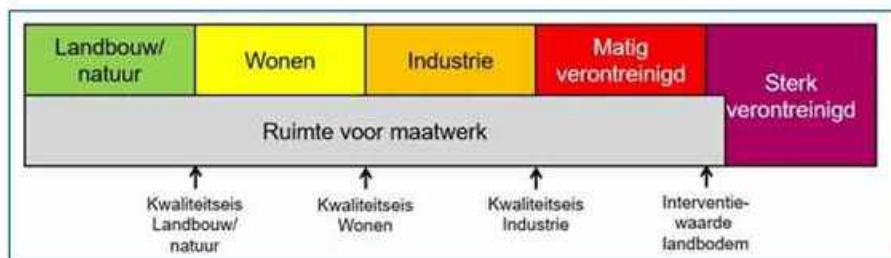 Landbouw/
natuur
Wonen
Industrie
Matig
verontreinigd
Sterk
verontreinigd
Ruimte voor maatwerk
Kwaliteitseis
Landbouw/
natuur
Kwaliteitseis
Wonen
Kwaliteitseis
Industrie
Interventie-
waarde
landbodem